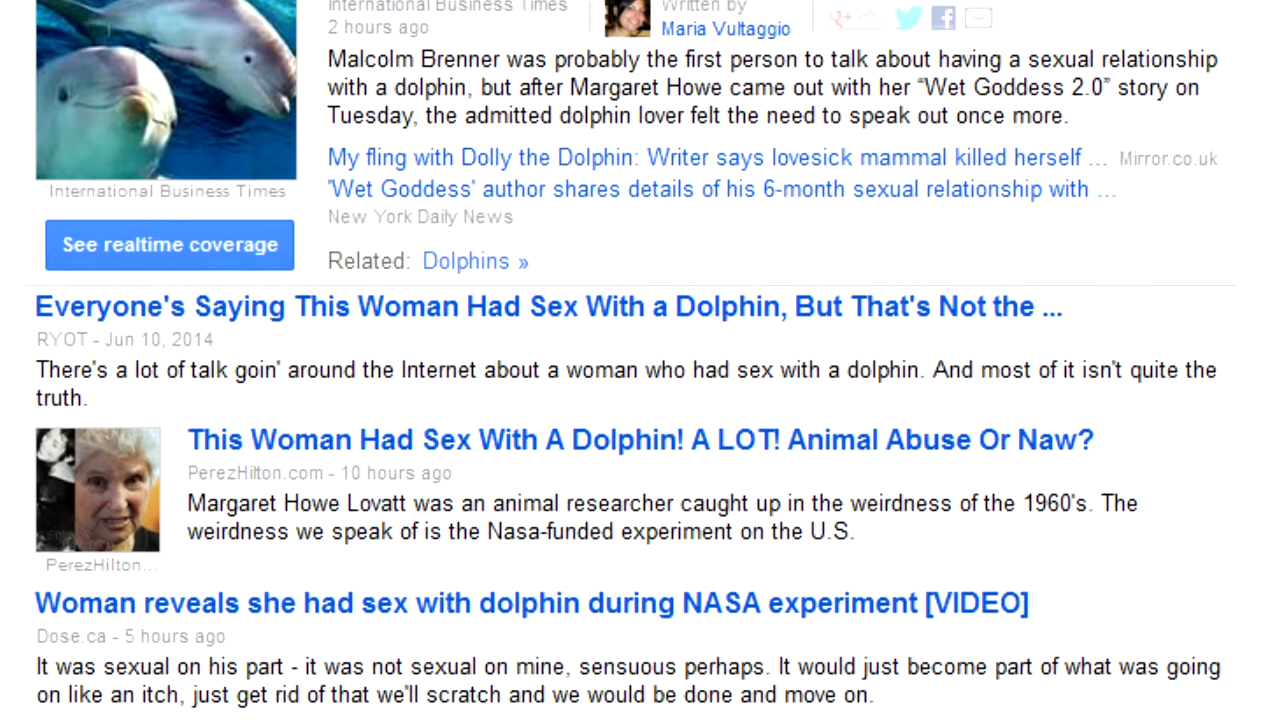 International Business Times
2 hours ago
Written by
Maria Vultaggio
Malcolm Brenner was probably the first person to talk about having a sexual relationship
with a dolphin, but after Margaret Howe came out with her “Wet Goddess 2.0” story on
Tuesday, the admitted dolphin lover felt the need to speak out once more.
My fling with Dolly the Dolphin: Writer says lovesick mammal killed herself ... Mirror.co.uk
'Wet Goddess' author shares details of his 6-month sexual relationship with ...
New York Daily News
International Business Times
See realtime coverage
Related: Dolphins »
Everyone's Saying This Woman Had Sex With a Dolphin, But That's Not the ...
RYOT - Jun 10, 2014
There's a lot of talk goin' around the Internet about a woman who had sex with a dolphin. And most of it isn't quite the
truth.
This Woman Had Sex With A Dolphin! A LOT! Animal Abuse Or Naw?
PerezHilton.com - 10 hours ago
Margaret Howe Lovatt was an animal researcher caught up in the weirdness of the 1960's. The
weirdness we speak of is the Nasa-funded experiment on the U.S.
PerezHilton...
Woman reveals she had sex with dolphin during NASA experiment [VIDEO]
Dose.ca - 5 hours ago
It was sexual on his part - it was not sexual on mine, sensuous perhaps. It would just become part of what was going
on like an itch, just get rid of that we'll scratch and we would be done and move on.